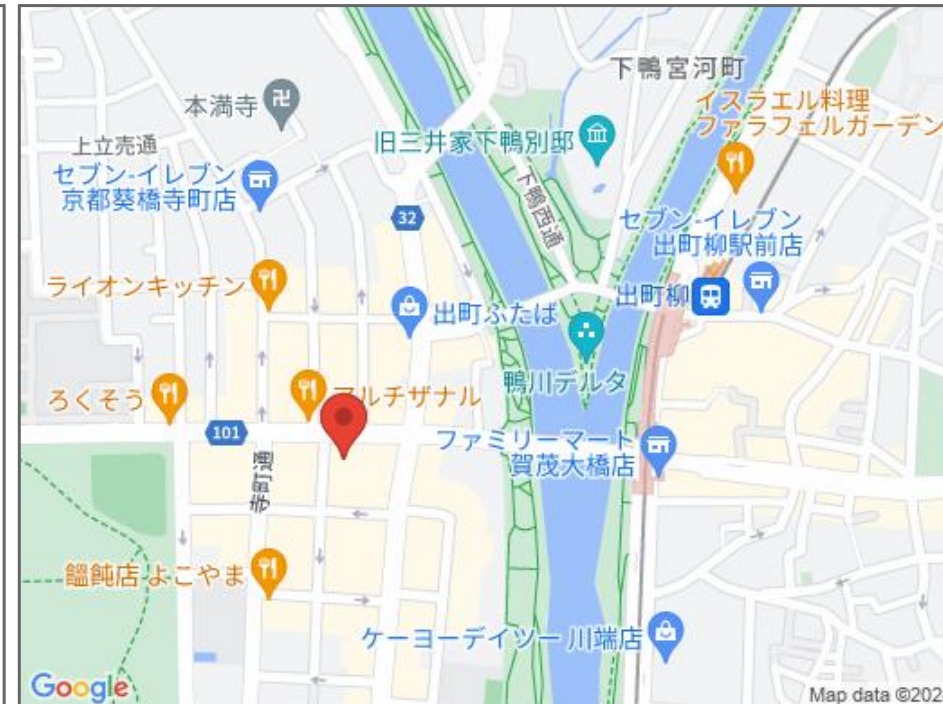 下鴨宮河町
イスラエル料理
ファラフェルガーデン
本満寺
旧三井家下鴨別邸
上立売通
セブン-イレブン
京都葵橋寺町店
下鴨西通
32
セブン-イレブン
出町柳駅前店
ライオンキッチン
出町ふたば
出町柳
鴨川デルタ
ろくそう
アルチザナル
101
ファミリーマート
賀茂大橋店
寺町通
饂飩店 よこやま
ケーヨーデイツー 川端店
Google
Map data ©202